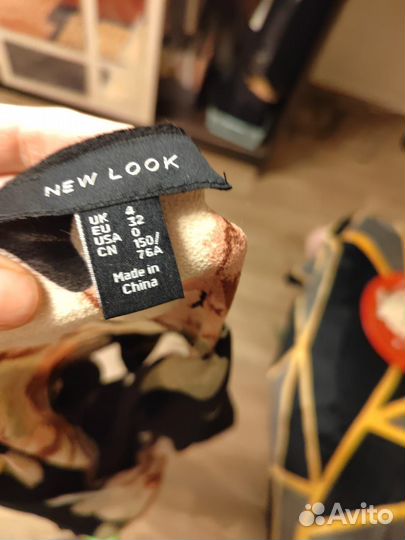 NEW LOOK
UK 4
EU 32
USA 0
CN 150/
76A
Made in
China
Avito